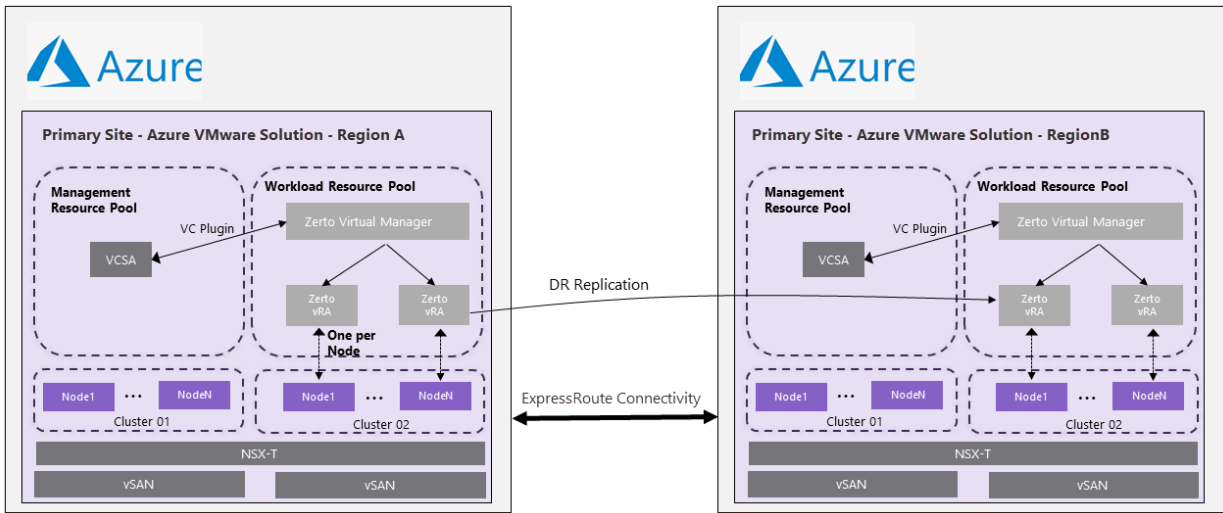 Azure
Primary Site - Azure VMware Solution - Region A
Management
Resource Pool
Workload Resource Pool
VC Plugin
Zerto Virtual Manager
VCSA
Zerto
vRA
Zerto
vRA
One per
Node
Node1
...
NodeN
Cluster 01
Node1
...
NodeN
Cluster 02
NSX-T
vSAN
vSAN
DR Replication
ExpressRoute Connectivity
Azure
Primary Site - Azure VMware Solution - RegionB
Management
Resource Pool
Workload Resource Pool
VC Plugin
Zerto Virtual Manager
VCSA
Zerto
vRA
Zerto
vRA
Node1
...
NodeN
Cluster 01
Node1
...
NodeN
Cluster 02
NSX-T
vSAN
vSAN